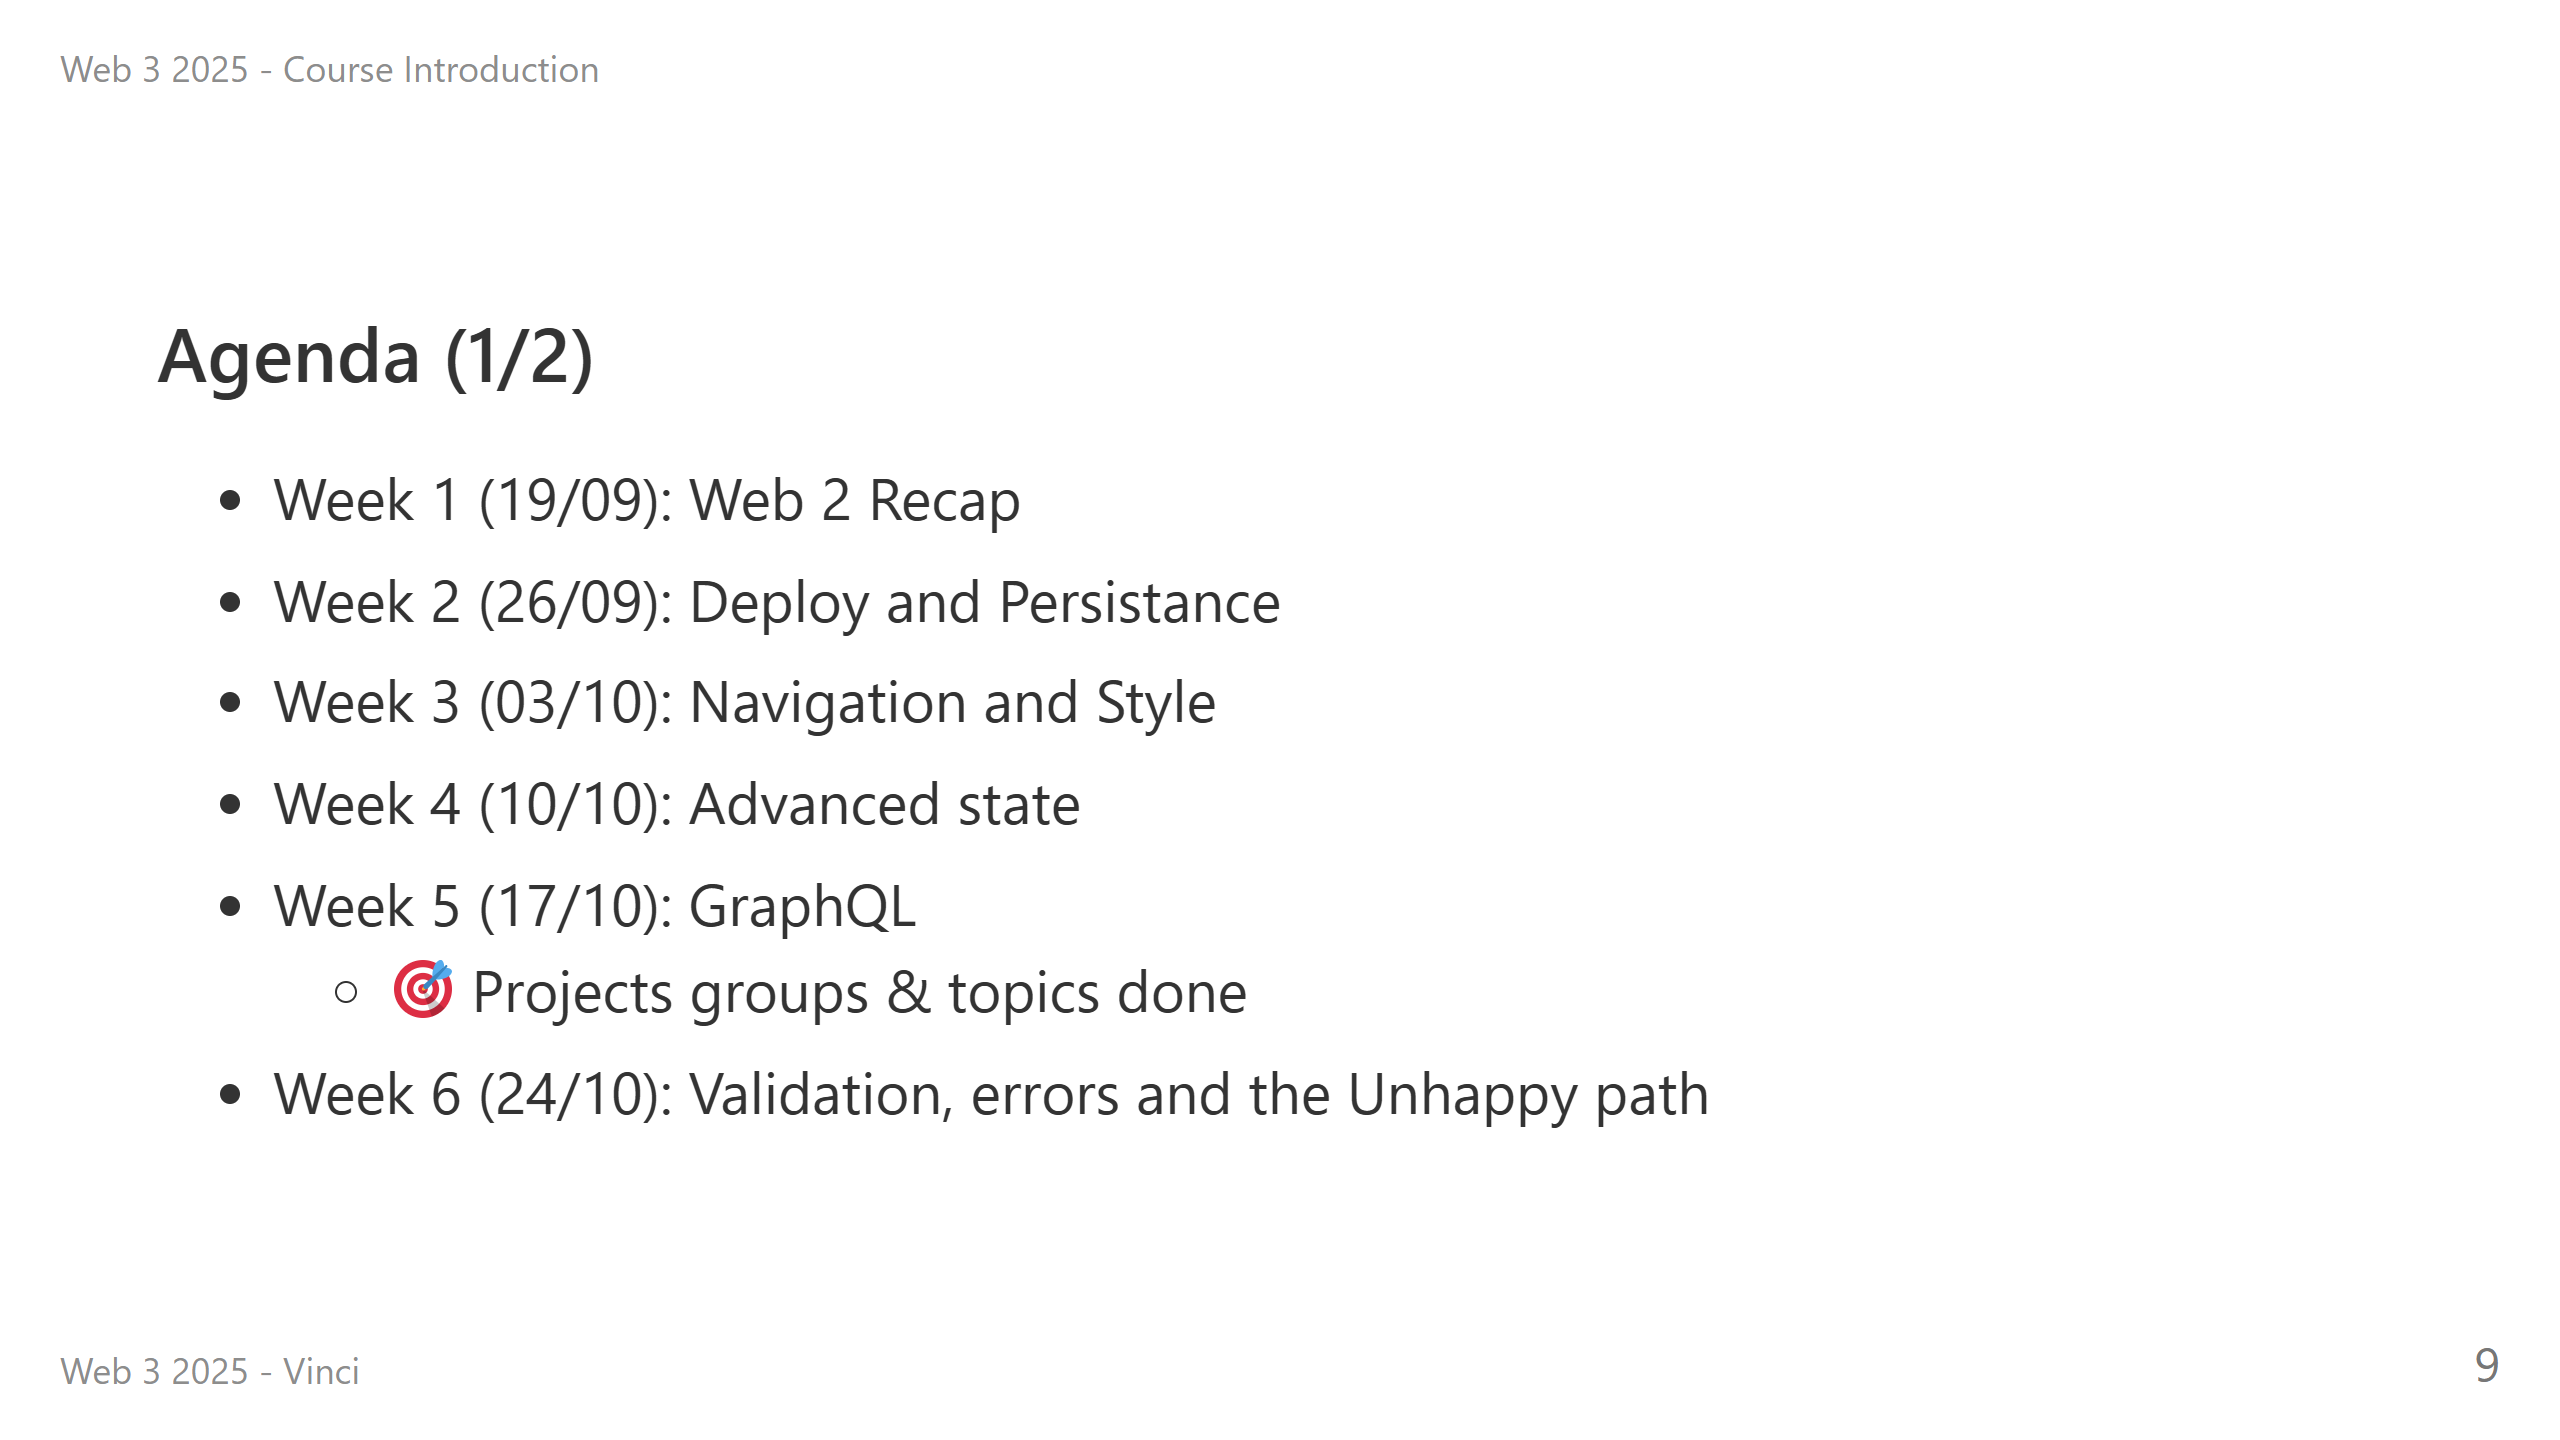 Web 3 2025 - Course Introduction
Agenda (1/2)
Week 1 (19/09): Web 2 Recap
Week 2 (26/09): Deploy and Persistance
Week 3 (03/10): Navigation and Style
Week 4 (10/10): Advanced state
Week 5 (17/10): GraphQL
🎯 Projects groups & topics done
Week 6 (24/10): Validation, errors and the Unhappy path
Web 3 2025 - Vinci
9